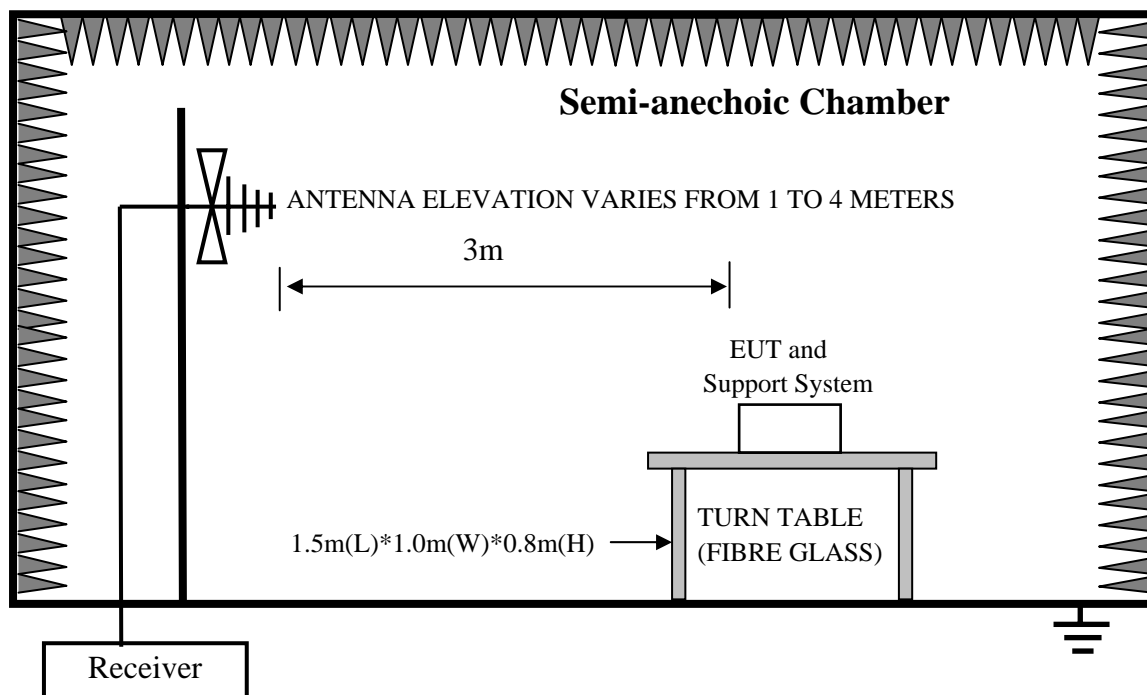 Semi-anechoic Chamber
ANTENNA ELEVATION VARIES FROM 1 TO 4 METERS
3m
EUT and
Support System
1.5m(L)*1.0m(W)*0.8m(H)
TURN TABLE
(FIBRE GLASS)
Receiver